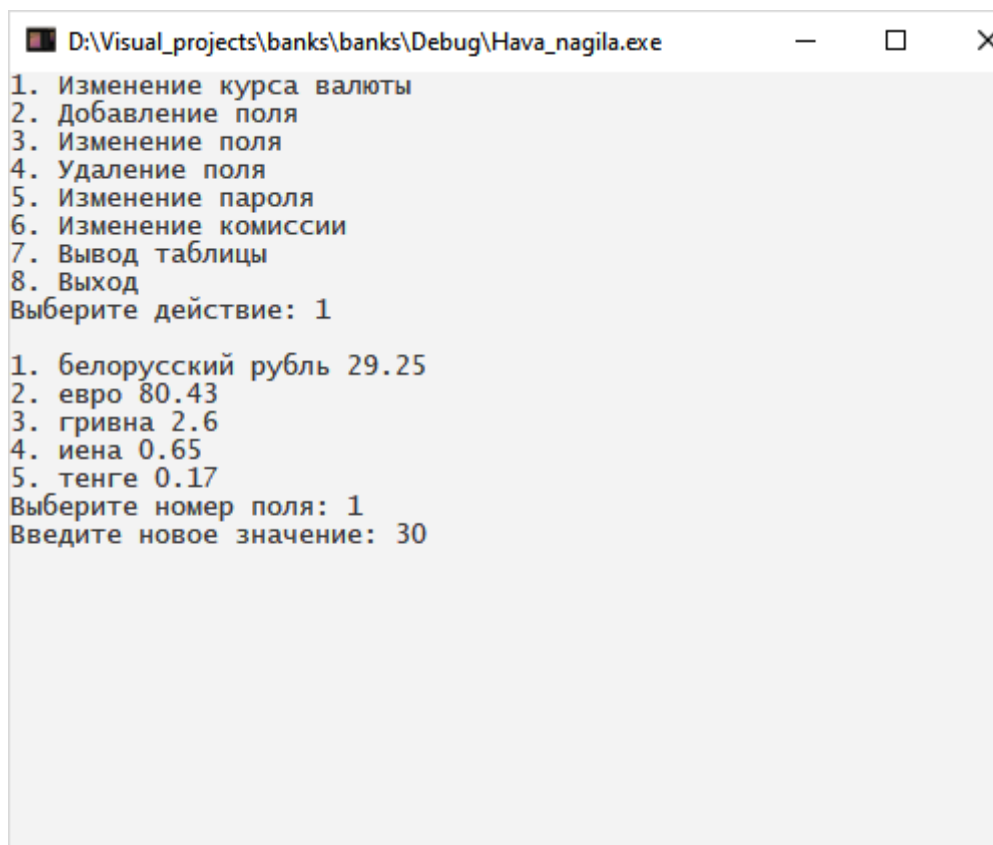 D:\Visual_projects\banks\banks\Debug\Hava_nagila.exe
1. Изменение курса валюты
2. Добавление поля
3. Изменение поля
4. Удаление поля
5. Изменение пароля
6. Изменение комиссии
7. Вывод таблицы
8. Выход
Выберите действие: 1
1. белорусский рубль 29.25
2. евро 80.43
3. гривна 2.6
4. иена 0.65
5. тенге 0.17
Выберите номер поля: 1
Введите новое значение: 30